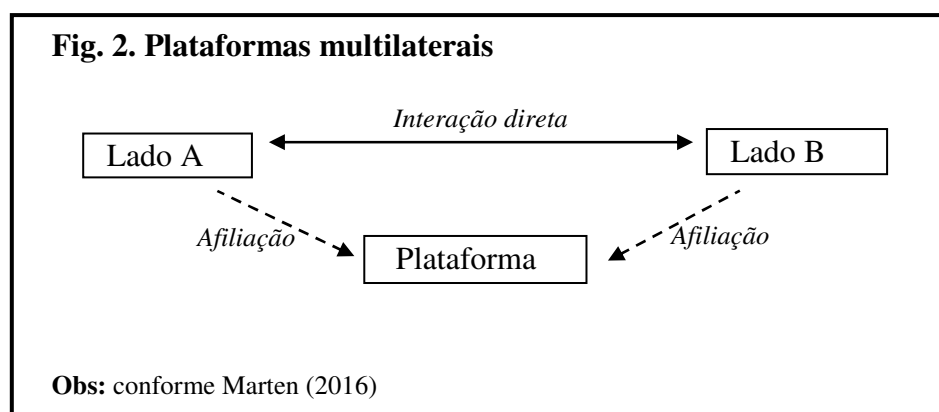 Fig. 2. Plataformas multilaterais
Interação direta
Lado A
Lado B
Afiliação
Afiliação
Plataforma
Obs: conforme Marten (2016)